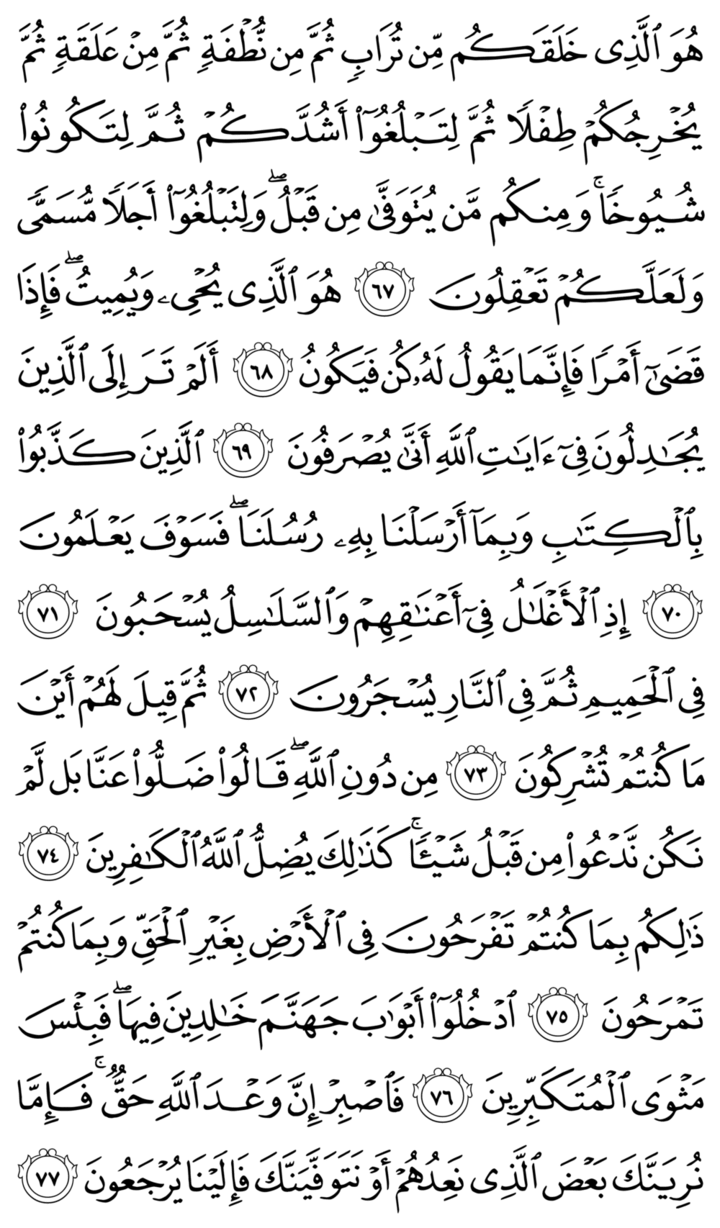 هُوَ ٱلَّذِى خَلَقَكُم مِّن تُرَابٍ ثُمَّ مِن نُّطْفَةٍ ثُمَّ مِنْ عَلَقَةٍ ثُمَّ
يُخْرِجُكُمْ طِفْلًا ثُمَّ لِتَبْلُغُوٓا۟ أَشُدَّكُمْ ثُمَّ لِتَكُونُوا۟
شُيُوخًا ۚ وَمِنكُم مَّن يُتَوَفَّىٰ مِن قَبْلُ ۖ وَلِتَبْلُغُوٓا۟ أَجَلًا مُّسَمًّى
وَلَعَلَّكُمْ تَعْقِلُونَ ٦٧ هُوَ ٱلَّذِى يُحْىِۦ وَيُمِيتُ ۖ فَإِذَا
قَضَىٰٓ أَمْرًا فَإِنَّمَا يَقُولُ لَهُۥ كُن فَيَكُونُ ٦٨ أَلَمْ تَرَ إِلَى ٱلَّذِينَ
يُجَـٰدِلُونَ فِىٓ ءَايَـٰتِ ٱللَّهِ أَنَّىٰ يُصْرَفُونَ ٦٩ ٱلَّذِينَ كَذَّبُوا۟
بِٱلْكِتَـٰبِ وَبِمَآ أَرْسَلْنَا بِهِۦ رُسُلَنَا ۖ فَسَوْفَ يَعْلَمُونَ
٧٠ إِذِ ٱلْأَغْلَـٰلُ فِىٓ أَعْنَـٰقِهِمْ وَٱلسَّلَـٰسِلُ يُسْحَبُونَ ٧١
فِى ٱلْحَمِيمِ ثُمَّ فِى ٱلنَّارِ يُسْجَرُونَ ٧٢ ثُمَّ قِيلَ لَهُمْ أَيْنَ
مَا كُنتُمْ تُشْرِكُونَ ٧٣ مِن دُونِ ٱللَّهِ ۖ قَالُوا۟ ضَلُّوا۟ عَنَّا بَل لَّمْ
نَكُن نَّدْعُوا۟ مِن قَبْلُ شَيْـًٔا ۚ كَذَٰلِكَ يُضِلُّ ٱللَّهُ ٱلْكَـٰفِرِينَ ٧٤
ذَٰلِكُم بِمَا كُنتُمْ تَفْرَحُونَ فِى ٱلْأَرْضِ بِغَيْرِ ٱلْحَقِّ وَبِمَا كُنتُمْ
تَمْرَحُونَ ٧٥ ٱدْخُلُوٓا۟ أَبْوَٰبَ جَهَنَّمَ خَـٰلِدِينَ فِيهَا ۖ فَبِئْسَ
مَثْوَى ٱلْمُتَكَبِّرِينَ ٧٦ فَٱصْبِرْ إِنَّ وَعْدَ ٱللَّهِ حَقٌّ ۚ فَإِمَّا
نُرِيَنَّكَ بَعْضَ ٱلَّذِى نَعِدُهُمْ أَوْ نَتَوَفَّيَنَّكَ فَإِلَيْنَا يُرْجَعُونَ ٧٧